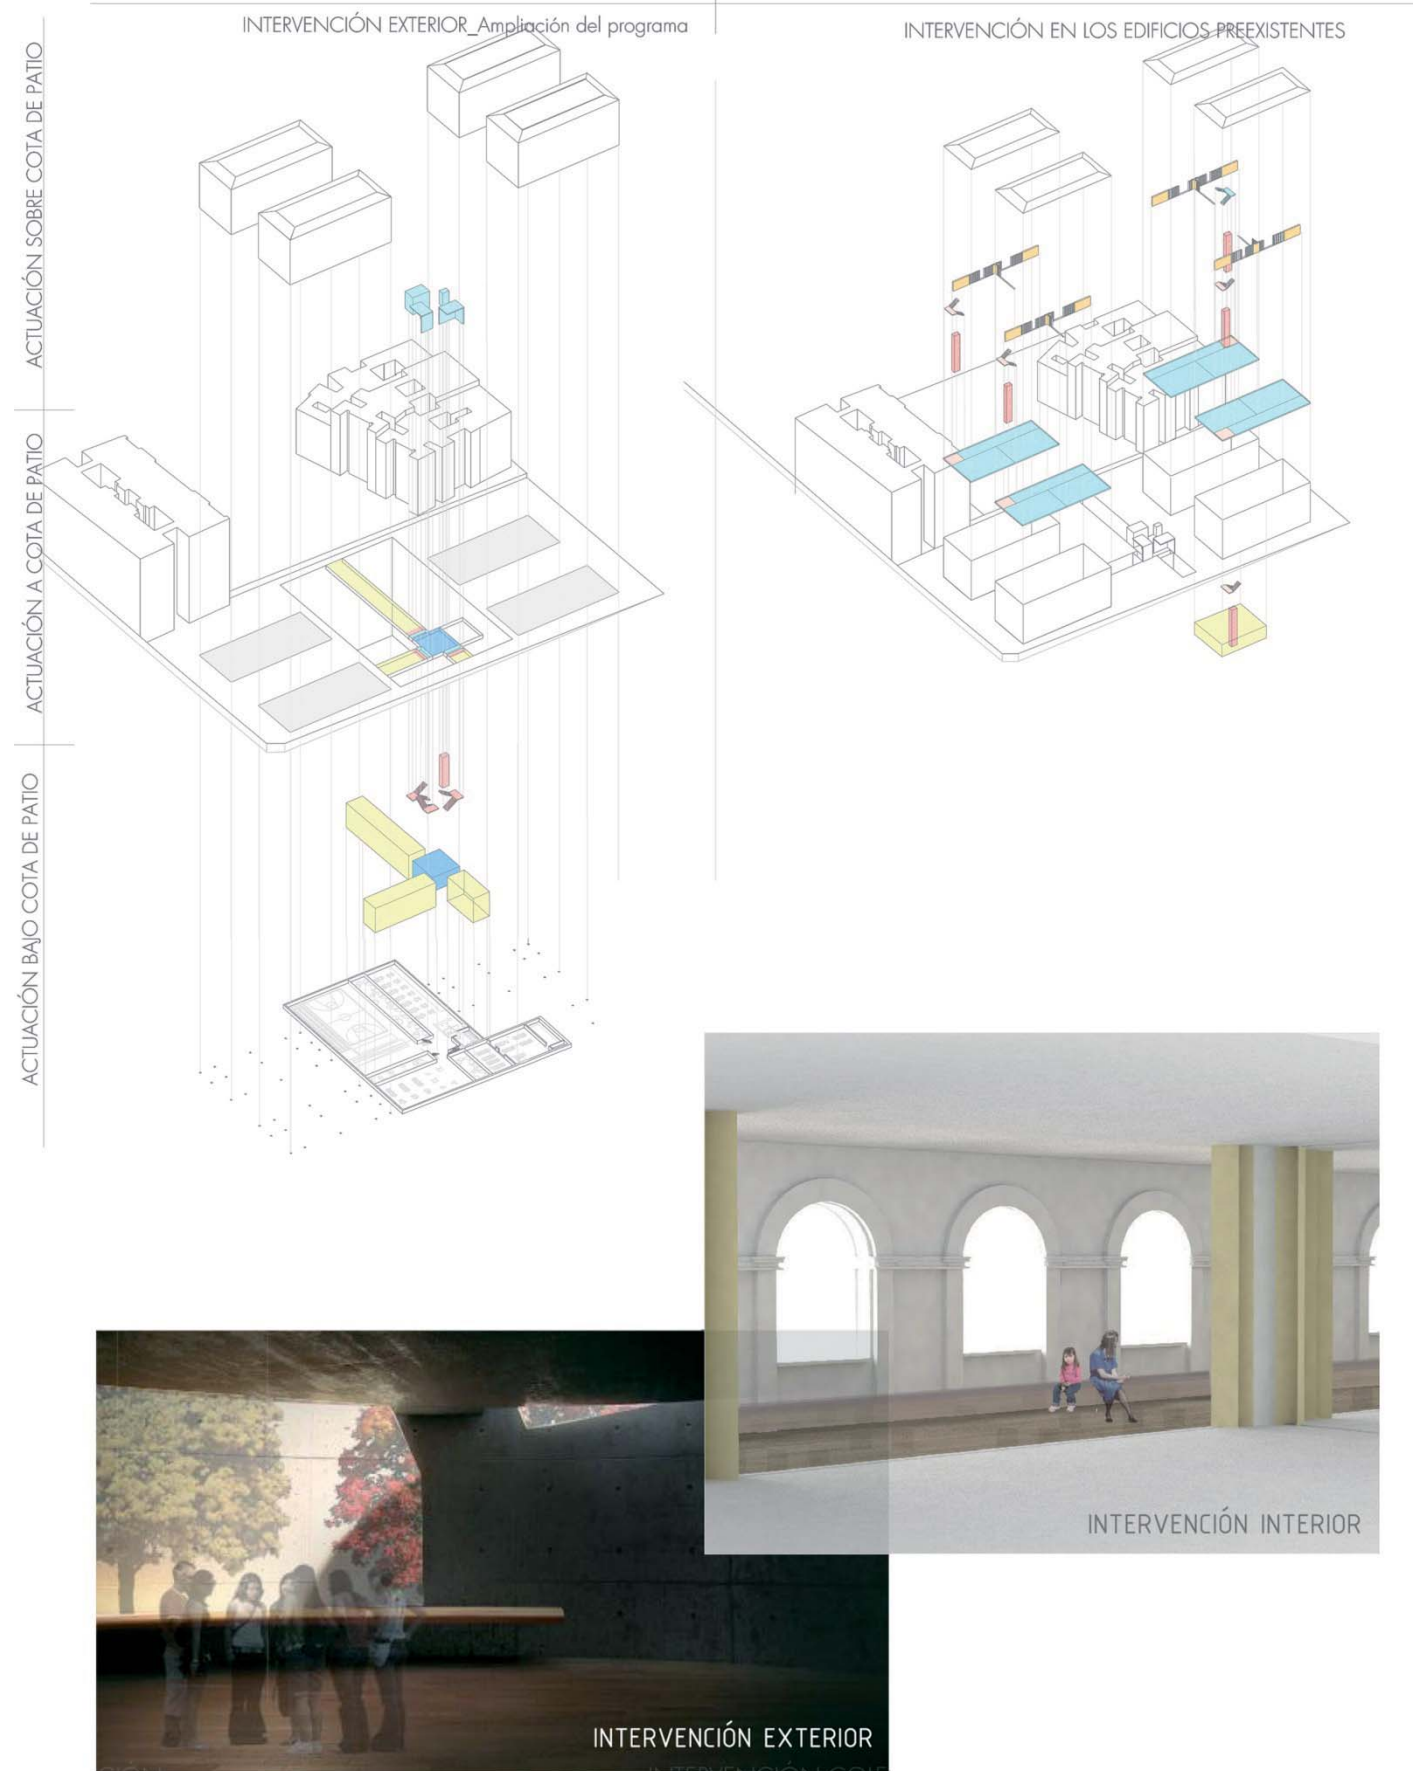 INTERVENCIÓN EXTERIOR_Ampliación del programa
INTERVENCIÓN EN LOS EDIFICIOS PREEXISTENTES
ACTUACIÓN SOBRE COTA DE PATIO
ACTUACIÓN A COTA DE PATIO
ACTUACIÓN BAJO COTA DE PATIO
INTERVENCIÓN INTERIOR
INTERVENCIÓN EXTERIOR